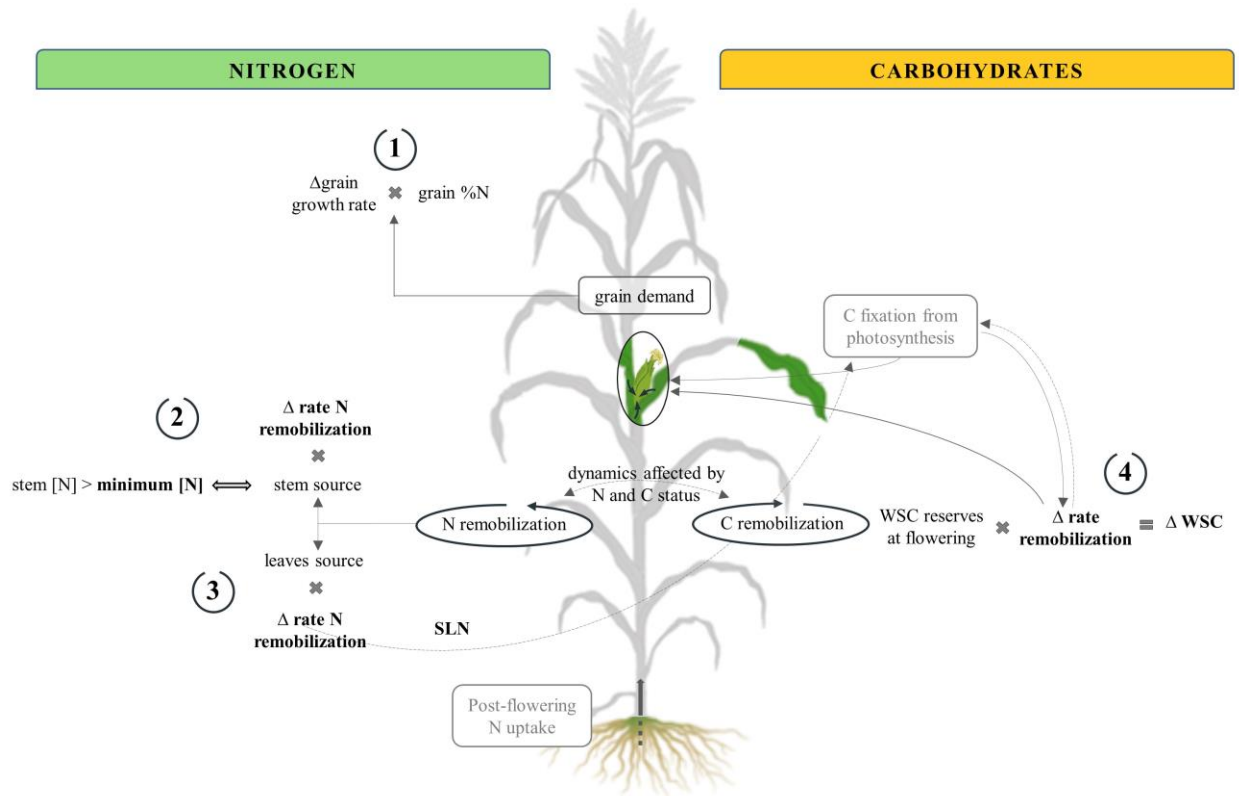 NITROGEN
CARBOHYDRATES
1
Δgrain
growth rate
grain %N
grain demand
C fixation from
photosynthesis
2
Δ rate N
remobilization
stem [N] > minimum [N]
stem source
dynamics affected by
N and C status
N remobilization
C remobilization
WSC reserves
at flowering
4
Δ rate
remobilization
Δ WSC
leaves source
3
Δ rate N
remobilization
SLN
Post-flowering
N uptake